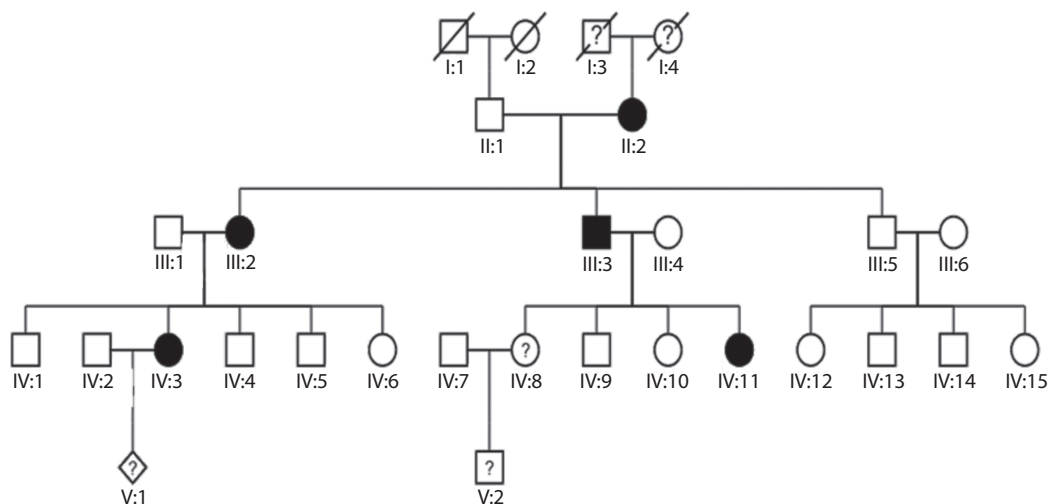 ? ?
I:1 I:2 I:3 I:4
II:1 II:2
III:1 III:2 III:3 III:4 III:5 III:6
?
IV:1 IV:2 IV:3 IV:4 IV:5 IV:6 IV:7 IV:8 IV:9 IV:10 IV:11 IV:12 IV:13 IV:14 IV:15
? ?
V:1 V:2